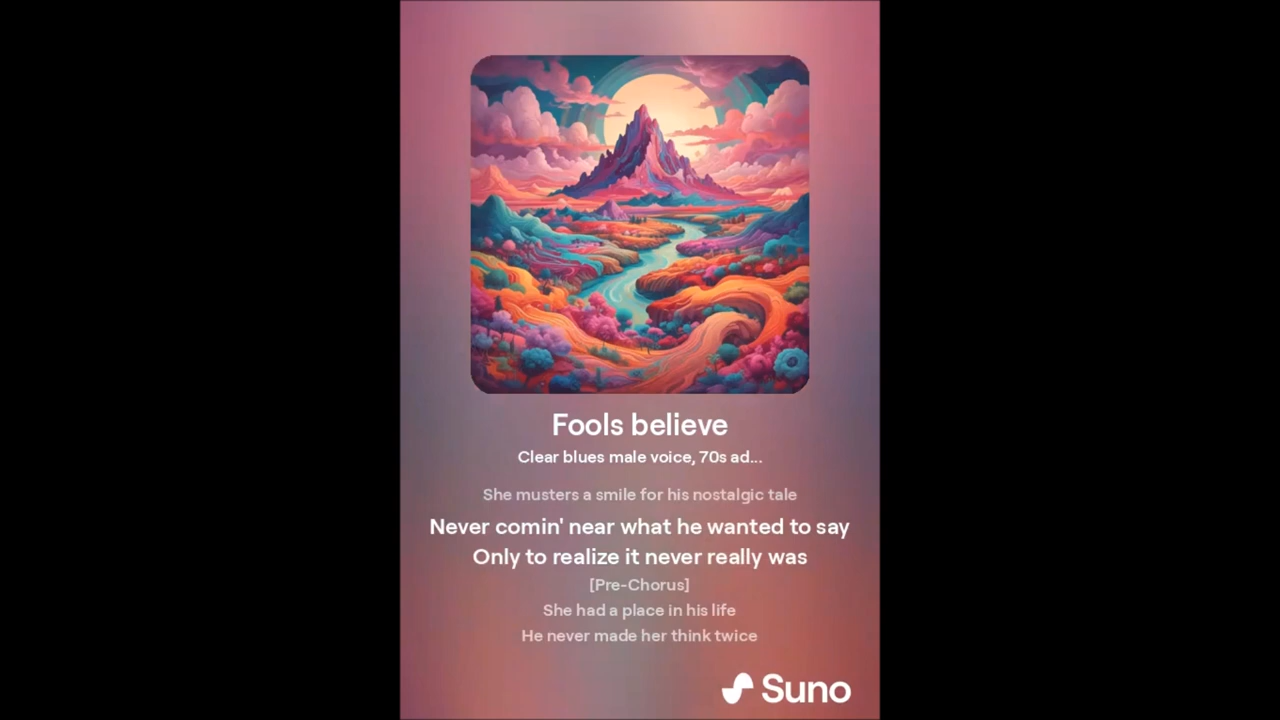 Fools believe
Clear blues male voice, 70s ad...
She musters a smile for his nostalgic tale
Never comin' near what he wanted to say
Only to realize it never really was
[Pre-Chorus]
She had a place in his life
He never made her think twice
Suno